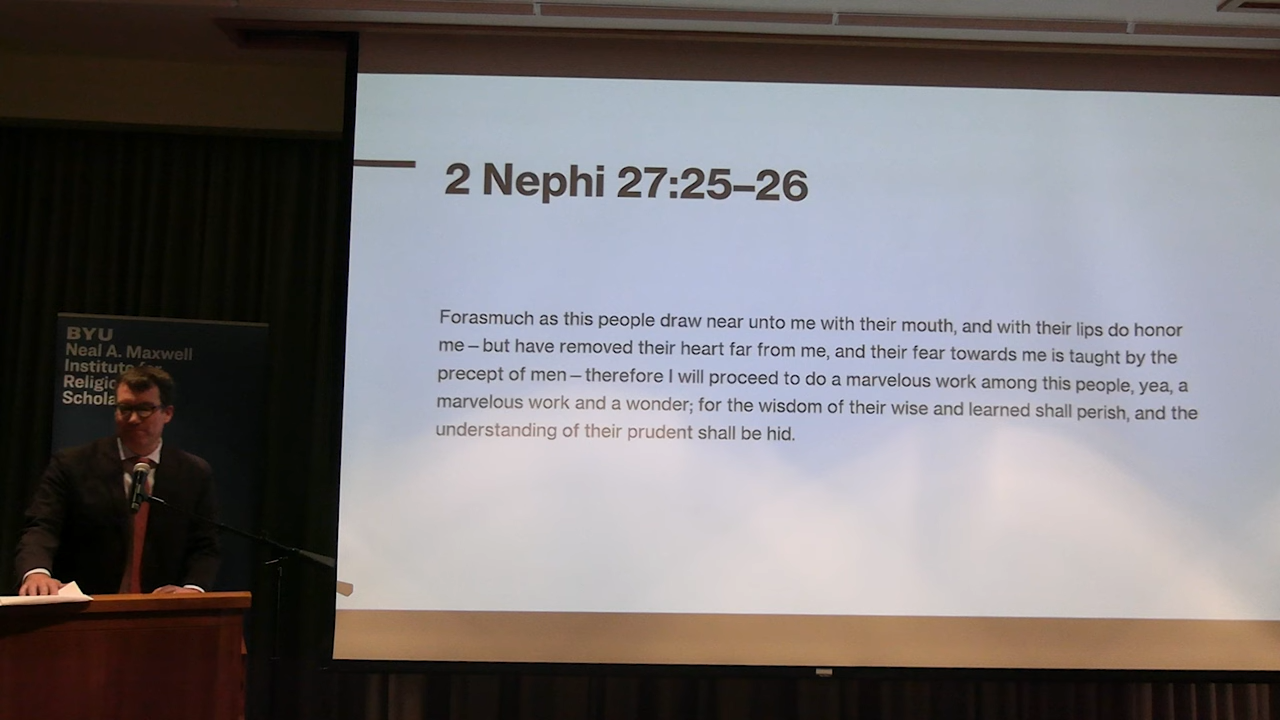 2 Nephi 27:25–26
Forasmuch as this people draw near unto me with their mouth, and with their lips do honor
me – but have removed their heart far from me, and their fear towards me is taught by the
precept of men – therefore I will proceed to do a marvelous work among this people, yea, a
marvelous work and a wonder; for the wisdom of their wise and learned shall perish, and the
understanding of their prudent shall be hid.
BYU
Neal A. Maxwell